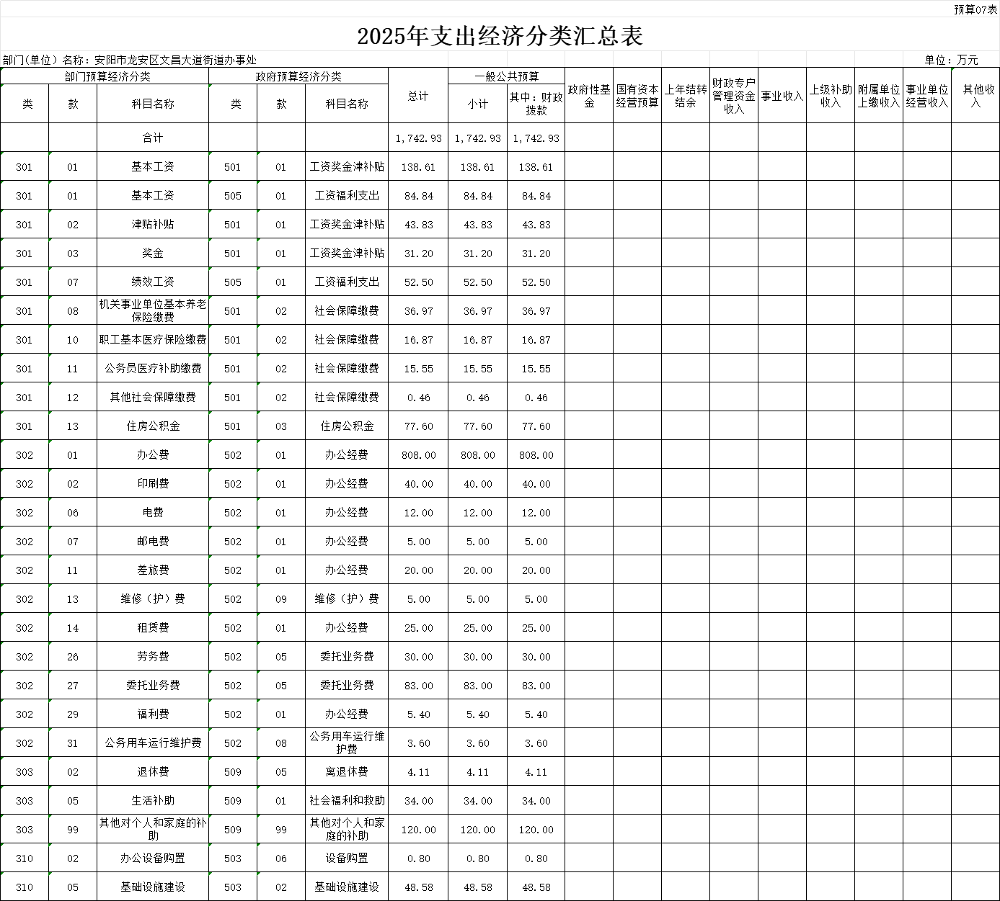 预算07表
2025年支出经济分类汇总表
部门(单位）名称：安阳市龙安区文昌大道街道办事处 单位：万元
部门预算经济分类 政府预算经济分类 总计 一般公共预算 政府性基金 国有资本经营预算 上年结转结余 财政专户管理资金收入 事业收入 上级补助收入 附属单位上缴收入 事业单位经营收入 其他收入
类 款 科目名称 类 款 科目名称 小计 其中：财政拨款
合计 1,742.93 1,742.93 1,742.93
301 01 基本工资 501 01 工资奖金津补贴 138.61 138.61 138.61
301 01 基本工资 505 01 工资福利支出 84.84 84.84 84.84
301 02 津贴补贴 501 01 工资奖金津补贴 43.83 43.83 43.83
301 03 奖金 501 01 工资奖金津补贴 31.20 31.20 31.20
301 07 绩效工资 505 01 工资福利支出 52.50 52.50 52.50
301 08 机关事业单位基本养老保险缴费 501 02 社会保障缴费 36.97 36.97 36.97
301 10 职工基本医疗保险缴费 501 02 社会保障缴费 16.87 16.87 16.87
301 11 公务员医疗补助缴费 501 02 社会保障缴费 15.55 15.55 15.55
301 12 其他社会保障缴费 501 02 社会保障缴费 0.46 0.46 0.46
301 13 住房公积金 501 03 住房公积金 77.60 77.60 77.60
302 01 办公费 502 01 办公经费 808.00 808.00 808.00
302 02 印刷费 502 01 办公经费 40.00 40.00 40.00
302 06 电费 502 01 办公经费 12.00 12.00 12.00
302 07 邮电费 502 01 办公经费 5.00 5.00 5.00
302 11 差旅费 502 01 办公经费 20.00 20.00 20.00
302 13 维修（护）费 502 09 维修（护）费 5.00 5.00 5.00
302 14 租赁费 502 01 办公经费 25.00 25.00 25.00
302 26 劳务费 502 05 委托业务费 30.00 30.00 30.00
302 27 委托业务费 502 05 委托业务费 83.00 83.00 83.00
302 29 福利费 502 01 办公经费 5.40 5.40 5.40
302 31 公务用车运行维护费 502 08 公务用车运行维护费 3.60 3.60 3.60
303 02 退休费 509 05 离退休费 4.11 4.11 4.11
303 05 生活补助 509 01 社会福利和救助 34.00 34.00 34.00
303 99 其他对个人和家庭的补助 509 99 其他对个人和家庭的补助 120.00 120.00 120.00
310 02 办公设备购置 503 06 设备购置 0.80 0.80 0.80
310 05 基础设施建设 503 02 基础设施建设 48.58 48.58 48.58